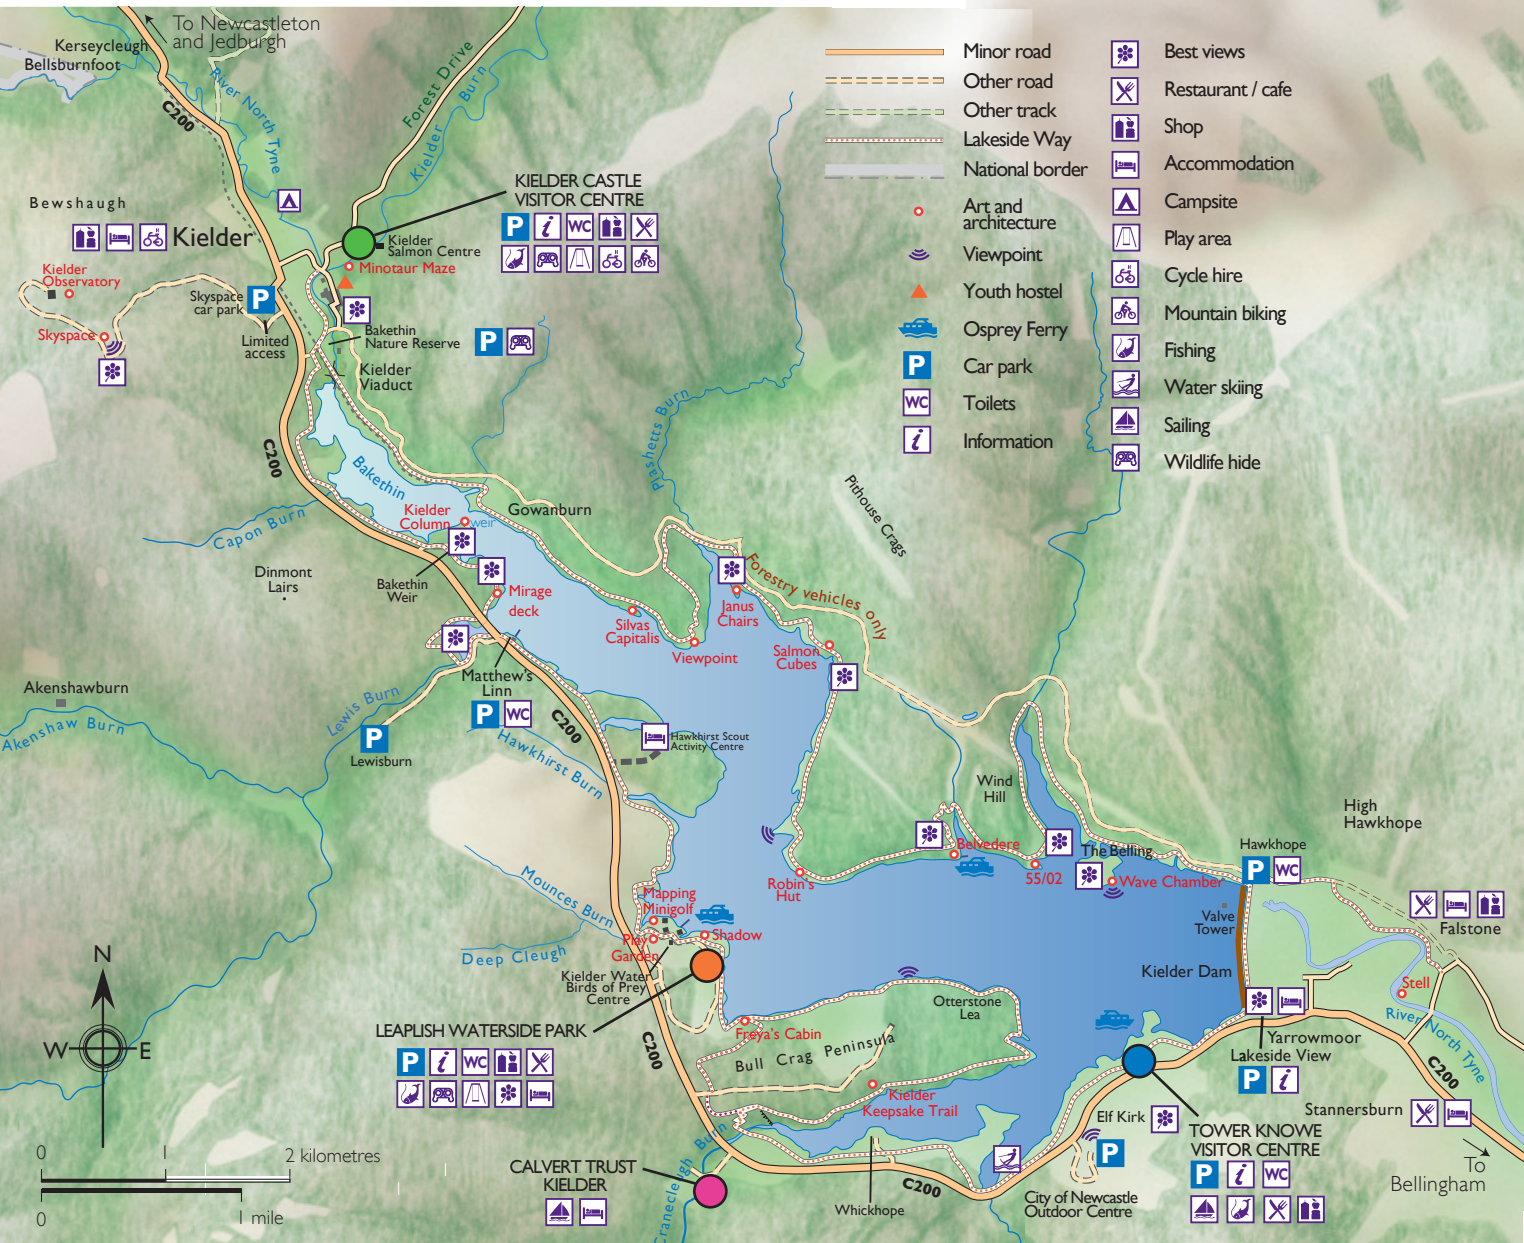 To Newcastleton
and Jedburgh
Kerseycleugh
Bellsburnfoot
C200
River North Tyne
Forest Drive
Kielder Burn
Minor road
Other road
Other track
Lakeside Way
National border
Art and
architecture
Viewpoint
Youth hostel
Osprey Ferry
P
Car park
WC
Toilets
i
Information
Best views
Restaurant / cafe
Shop
Accommodation
Campsite
Play area
Cycle hire
Mountain biking
Fishing
Water skiing
Sailing
Wildlife hide
KIELDER CASTLE
VISITOR CENTRE
P i WC
Bewshaugh
Kielder
Kielder
Salmon Centre
Minotaur Maze
Kielder
Observatory
Skyspace
Skyspace
car park
P
Limited
access
Bakethin
Nature Reserve
P
Kielder
Viaduct
C200
Bakethin
Kielder
Column
weir
Gowanburn
Plashetts Burn
Pithouse Crags
Capon Burn
Dinmont
Lairs
Bakethin
Weir
Mirage
deck
Silvas
Capitalis
Viewpoint
Janus
Chairs
Forestry vehicles only
Salmon
Cubes
Matthew's
Linn
P WC
Akenshawburn
Akenshaw Burn
Lewis Burn
P
Lewisburn
C200
Hawkhirst Burn
Hawkhirst Scout
Activity Centre
Wind
Hill
High
Hawkhope
Hawkhope
P WC
The Belling
Belvedere
55/02
Wave Chamber
Robin's
Hut
Mounces Burn
Mapping
Minigolf
Play
Garden
Shadow
Deep Cleugh
Kielder Water
Birds of Prey
Centre
Valve
Tower
Kielder Dam
Falstone
Stell
River North Tyne
Otterstone
Lea
LEAPLISH WATERSIDE PARK
P i WC
C200
Freya's Cabin
Bull Crag Peninsula
Kielder
Keepsake Trail
Yarrowmoor
Lakeside View
P i
C200
Stannersburn
Elf Kirk
TOWER KNOWE
VISITOR CENTRE
P i WC
P
To
Bellingham
City of Newcastle
Outdoor Centre
Whickhope
C200
CALVERT TRUST
KIELDER
Cranecleugh Burn
N
W
E
0 1 2 kilometres
0 1 mile